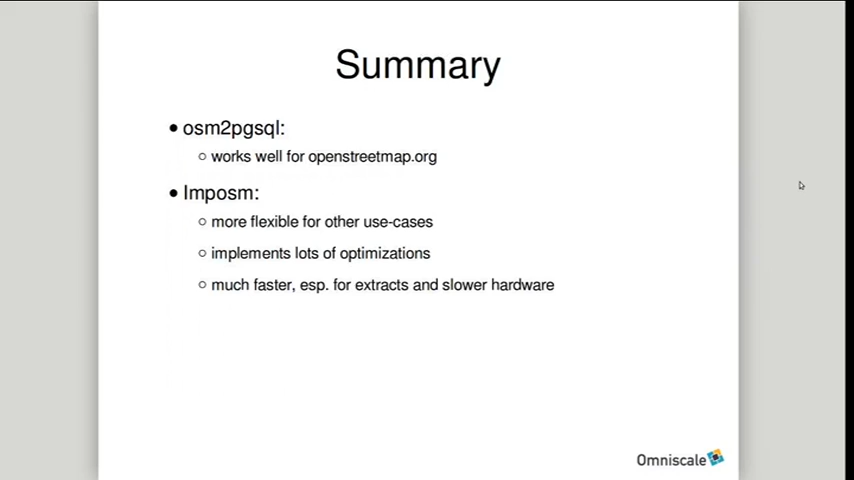 Summary
• osm2pgsql:
○ works well for openstreetmap.org
• Imposm:
○ more flexible for other use-cases
○ implements lots of optimizations
○ much faster, esp. for extracts and slower hardware
Omniscale